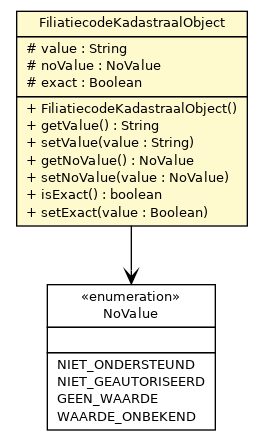 FiliatiecodeKadastraalObject
# value : String
# noValue : NoValue
# exact : Boolean
+ FiliatiecodeKadastraalObject()
+ getValue() : String
+ setValue(value : String)
+ getNoValue() : NoValue
+ setNoValue(value : NoValue)
+ isExact() : boolean
+ setExact(value : Boolean)
«enumeration»
NoValue
NIET_ONDERSTEUND
NIET_GEAUTORISEERD
GEEN_WAARDE
WAARDE_ONBEKEND